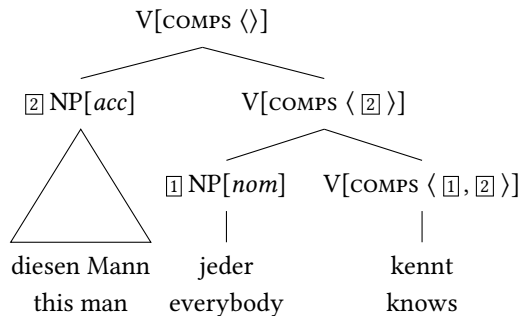 V[COMPS ⟨⟩]
[2] NP[acc] V[COMPS ⟨ [2] ⟩]
[1] NP[nom] V[COMPS ⟨ [1], [2] ⟩]
diesen Mann jeder kennt
this man everybody knows